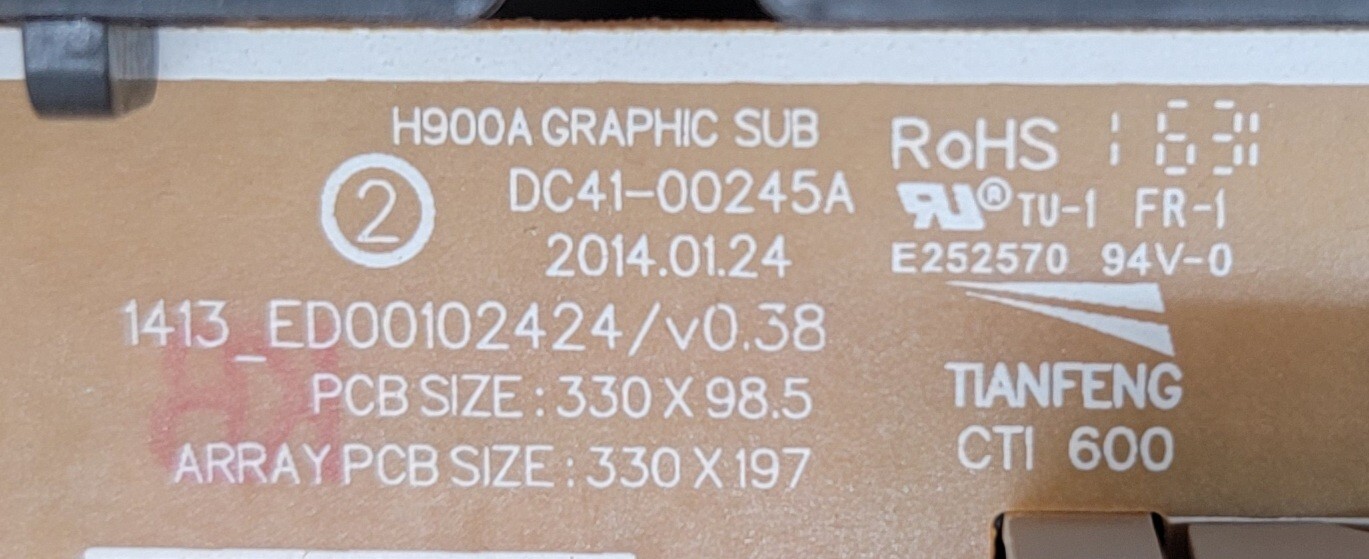 H900A GRAPHIC SUB
2
DC41-00245A
2014.01.24
1413_ED00102424/v0.38
PCB SIZE : 330 X 98.5
ARRAY PCB SIZE : 330 X 197
RoHS
® TU-1 FR-1
E252570 94V-0
TIANFENG
CTI 600